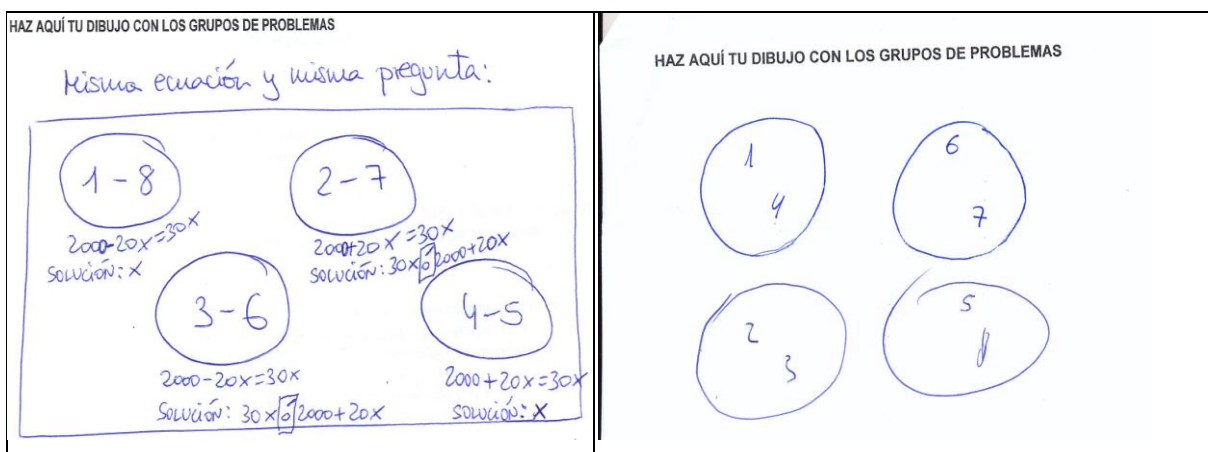 HAZ AQUÍ TU DIBUJO CON LOS GRUPOS DE PROBLEMAS
Misma ecuación y misma pregunta:
1 - 8
2000-20x=30x
SOLUCIÓN: x
2 - 7
2000+20x=30x
SOLUCIÓN: 30x ó 2000+20x
3 - 6
2000-20x=30x
SOLUCIÓN: 30x ó 2000+20x
4-5
2000+20x=30x
SOLUCIÓN: x
HAZ AQUÍ TU DIBUJO CON LOS GRUPOS DE PROBLEMAS
1
4
6
7
2
3
5
8